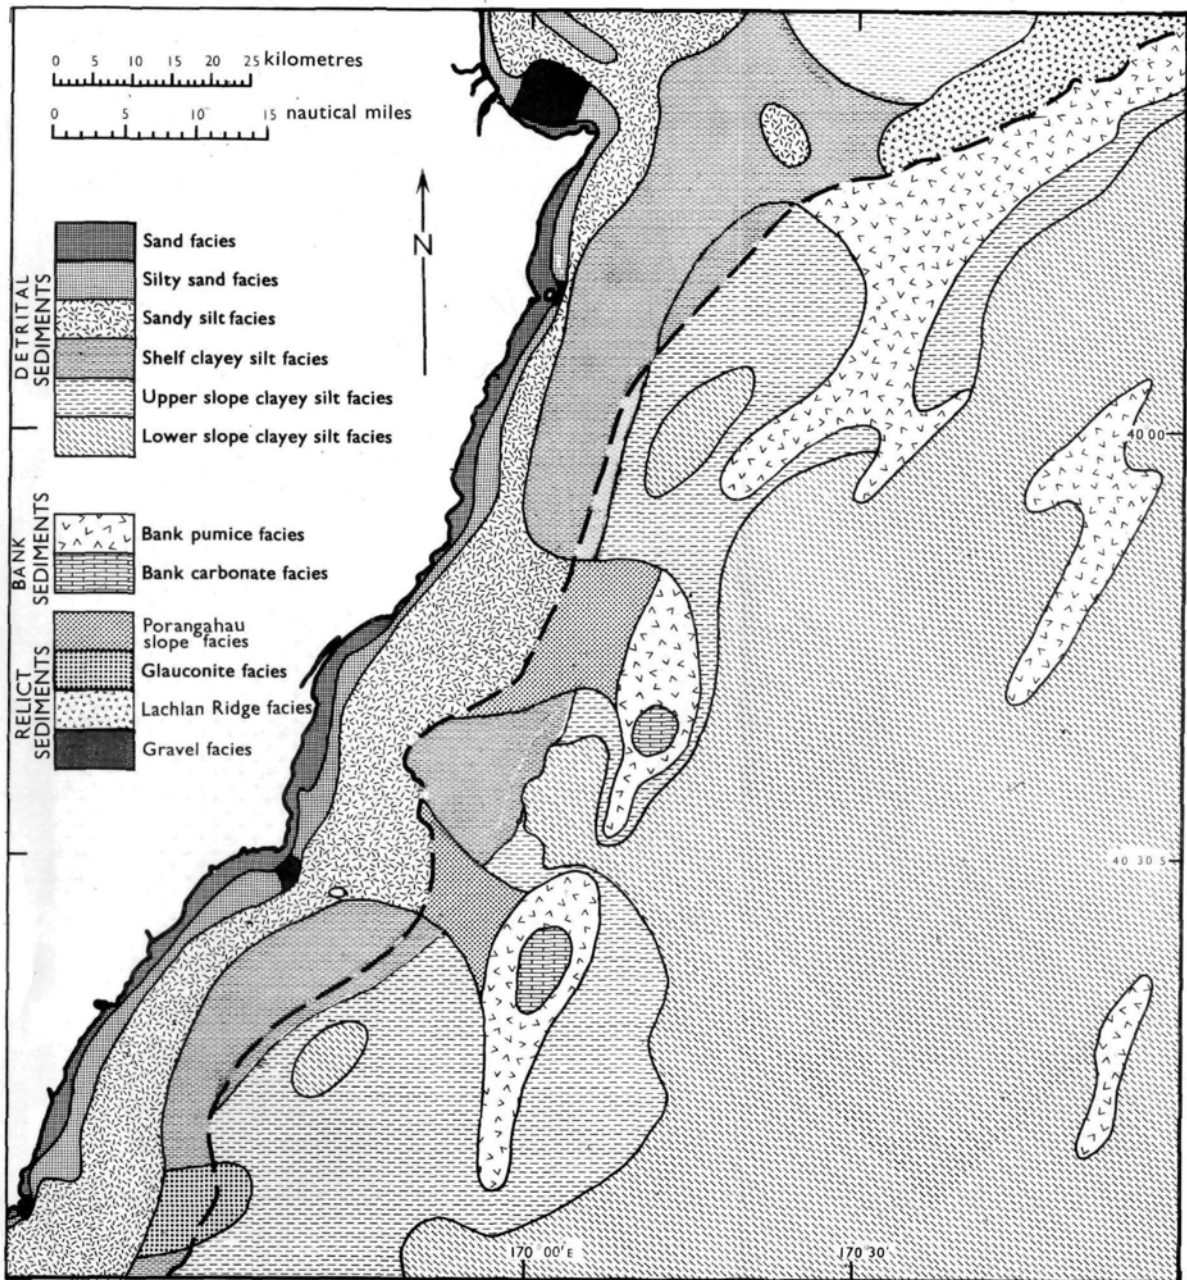 0 5 10 15 20 25 kilometres
0 5 10 15 nautical miles
N
DETRITAL
SEDIMENTS
Sand facies
Silty sand facies
Sandy silt facies
Shelf clayey silt facies
Upper slope clayey silt facies
Lower slope clayey silt facies
BANK
SEDIMENTS
Bank pumice facies
Bank carbonate facies
RELICT
SEDIMENTS
Porangahau
slope facies
Glauconite facies
Lachlan Ridge facies
Gravel facies
40 00
40 30 S
170 00' E
170 30'